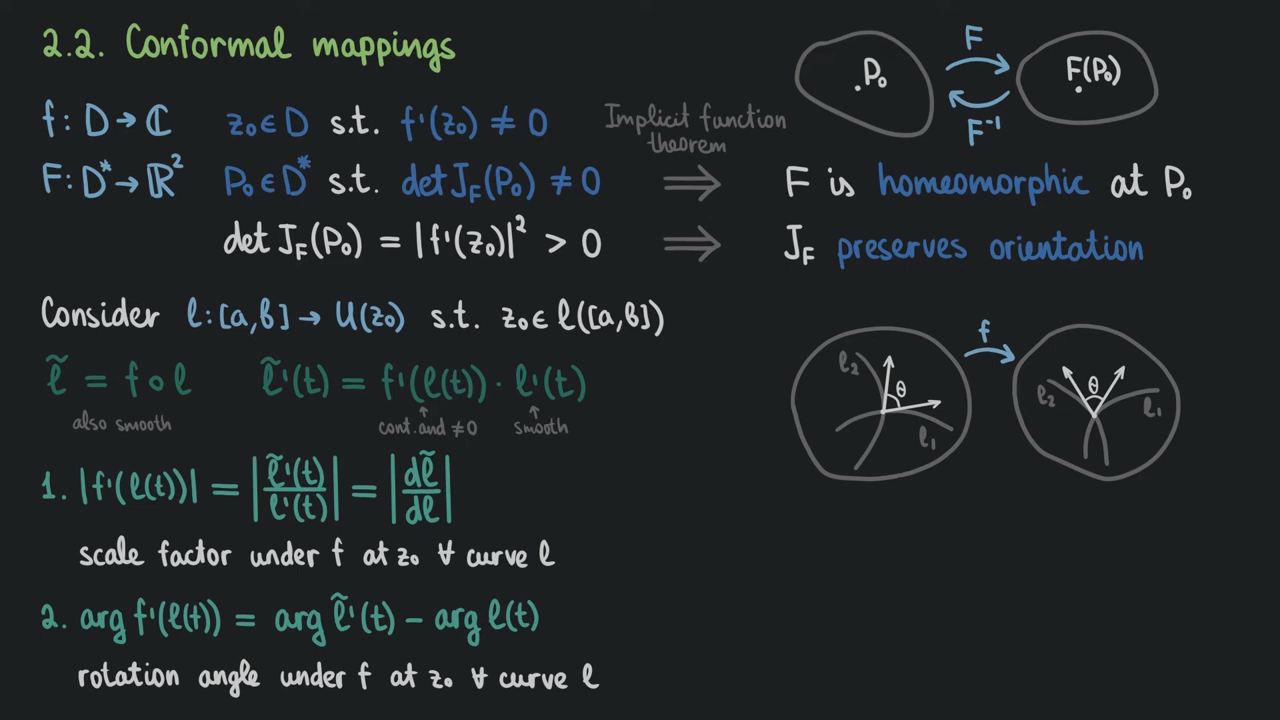 2.2. Conformal mappings
f: D → ℂ z₀ ∈ D s.t. f'(z₀) ≠ 0
Implicit function
theorem
F: D* → ℝ² P₀ ∈ D* s.t. det J_F(P₀) ≠ 0 ⇒ F is homeomorphic at P₀
det J_F(P₀) = |f'(z₀)|² > 0 ⇒ J_F preserves orientation
P₀ F F(P₀)
F⁻¹
Consider l: [a,b] → U(z₀) s.t. z₀ ∈ l([a,b])
l̃ = f ∘ l l̃'(t) = f'(l(t)) · l'(t)
also smooth cont. and ≠ 0 smooth
f
l₂ θ l₁
l₂ θ l₁
1. |f'(l(t))| = |l̃'(t)/l'(t)| = |dl̃/dl|
scale factor under f at z₀ ∀ curve l
2. arg f'(l(t)) = arg l̃'(t) − arg l(t)
rotation angle under f at z₀ ∀ curve l